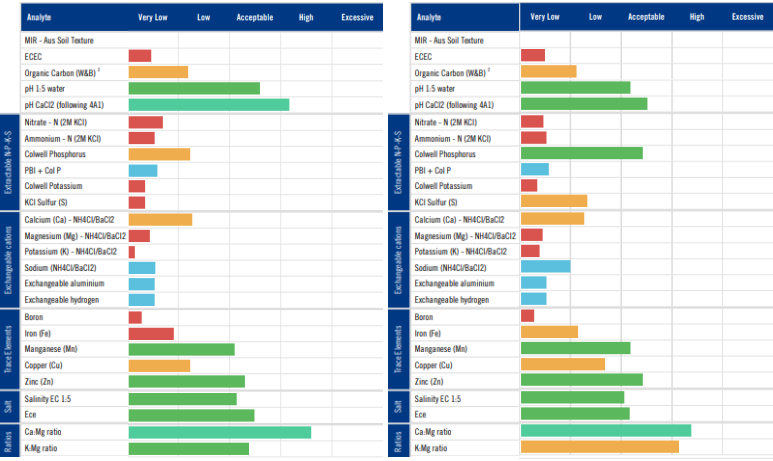 Analyte Very Low Low Acceptable High Excessive
MIR - Aus Soil Texture
ECEC
Organic Carbon (W&B)
pH 1:5 water
pH CaCl2 (following 4A1)
Extractable N-P-K-S
Nitrate - N (2M KCl)
Ammonium - N (2M KCl)
Colwell Phosphorus
PBI + Col P
Colwell Potassium
KCl Sulfur (S)
Exchangeable cations
Calcium (Ca) - NH4Cl/BaCl2
Magnesium (Mg) - NH4Cl/BaCl2
Potassium (K) - NH4Cl/BaCl2
Sodium (NH4Cl/BaCl2)
Exchangeable aluminium
Exchangeable hydrogen
Trace Elements
Boron
Iron (Fe)
Manganese (Mn)
Copper (Cu)
Zinc (Zn)
Salt
Salinity EC 1:5
Ece
Ratios
Ca:Mg ratio
K:Mg ratio
Analyte Very Low Low Acceptable High Excessive
MIR - Aus Soil Texture
ECEC
Organic Carbon (W&B)
pH 1:5 water
pH CaCl2 (following 4A1)
Extractable N-P-K-S
Nitrate - N (2M KCl)
Ammonium - N (2M KCl)
Colwell Phosphorus
PBI + Col P
Colwell Potassium
KCl Sulfur (S)
Exchangeable cations
Calcium (Ca) - NH4Cl/BaCl2
Magnesium (Mg) - NH4Cl/BaCl2
Potassium (K) - NH4Cl/BaCl2
Sodium (NH4Cl/BaCl2)
Exchangeable aluminium
Exchangeable hydrogen
Trace Elements
Boron
Iron (Fe)
Manganese (Mn)
Copper (Cu)
Zinc (Zn)
Salt
Salinity EC 1:5
Ece
Ratios
Ca:Mg ratio
K:Mg ratio